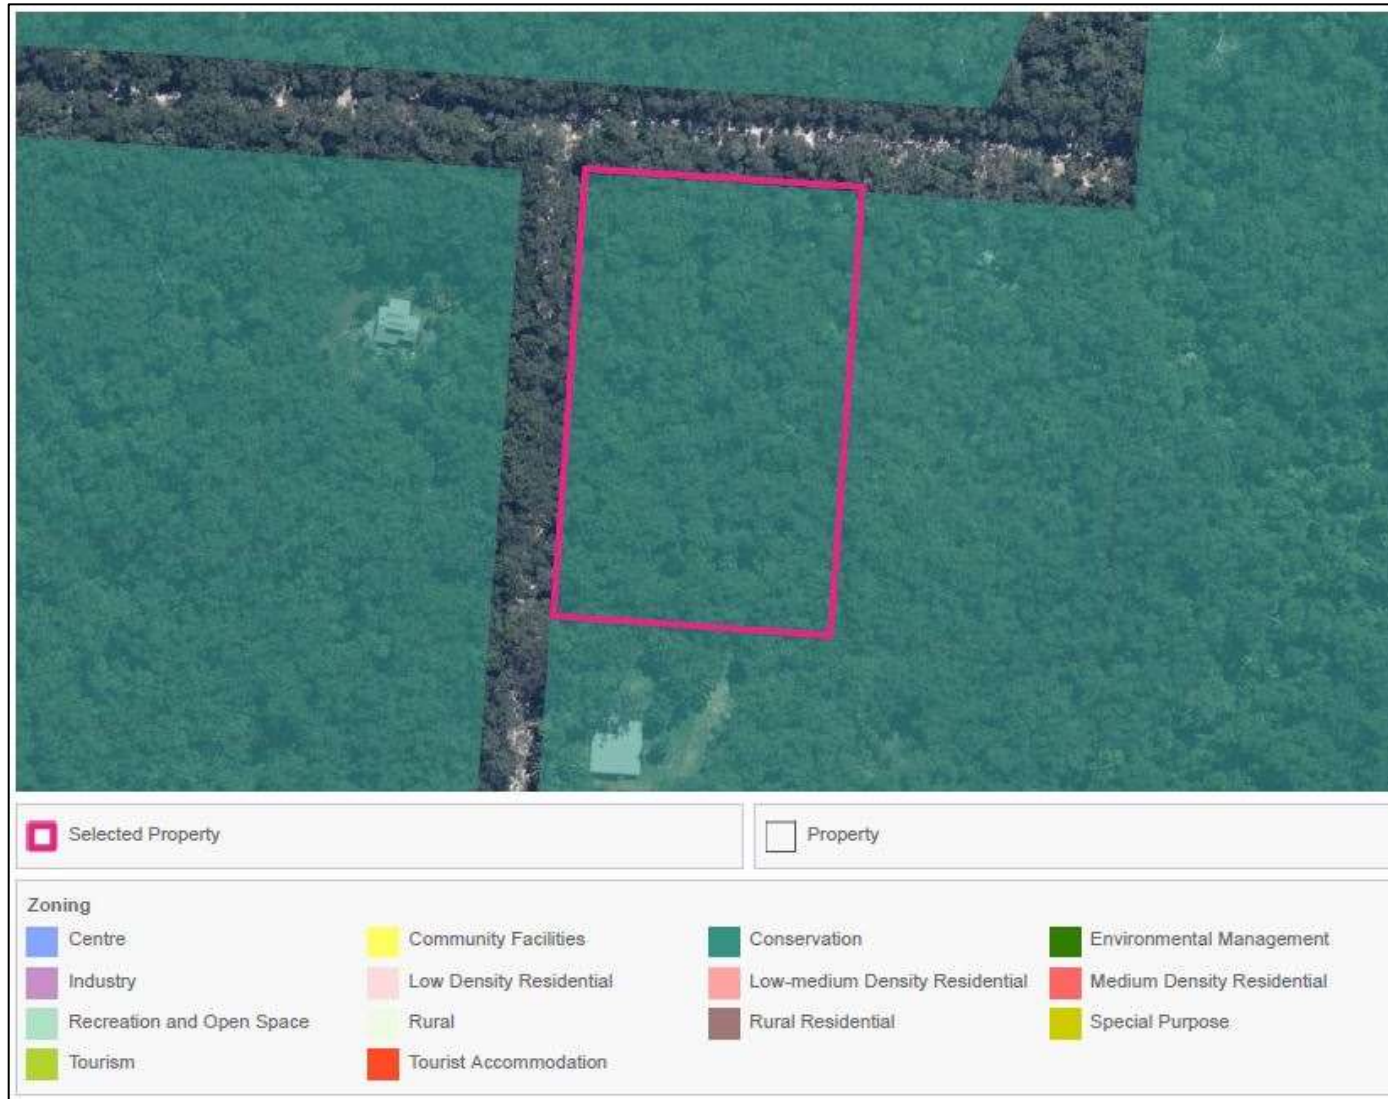 Selected Property
Property
Zoning
Centre
Community Facilities
Conservation
Environmental Management
Industry
Low Density Residential
Low-medium Density Residential
Medium Density Residential
Recreation and Open Space
Rural
Rural Residential
Special Purpose
Tourism
Tourist Accommodation